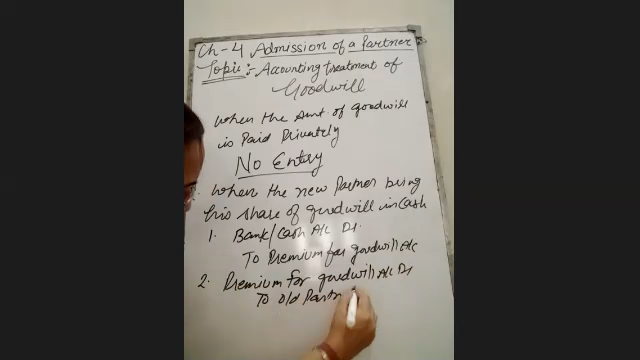 Ch-4 Admission of a Partner
Topic:- Accounting treatment of
Goodwill
When the Amt. of goodwill
is Paid Privately
No Entry
When the new Partner bring
his share of goodwill in Cash
1. Bank/Cash A/c Dr.
To Premium for goodwill A/c
2. Premium for goodwill A/c Dr
To Old Partn